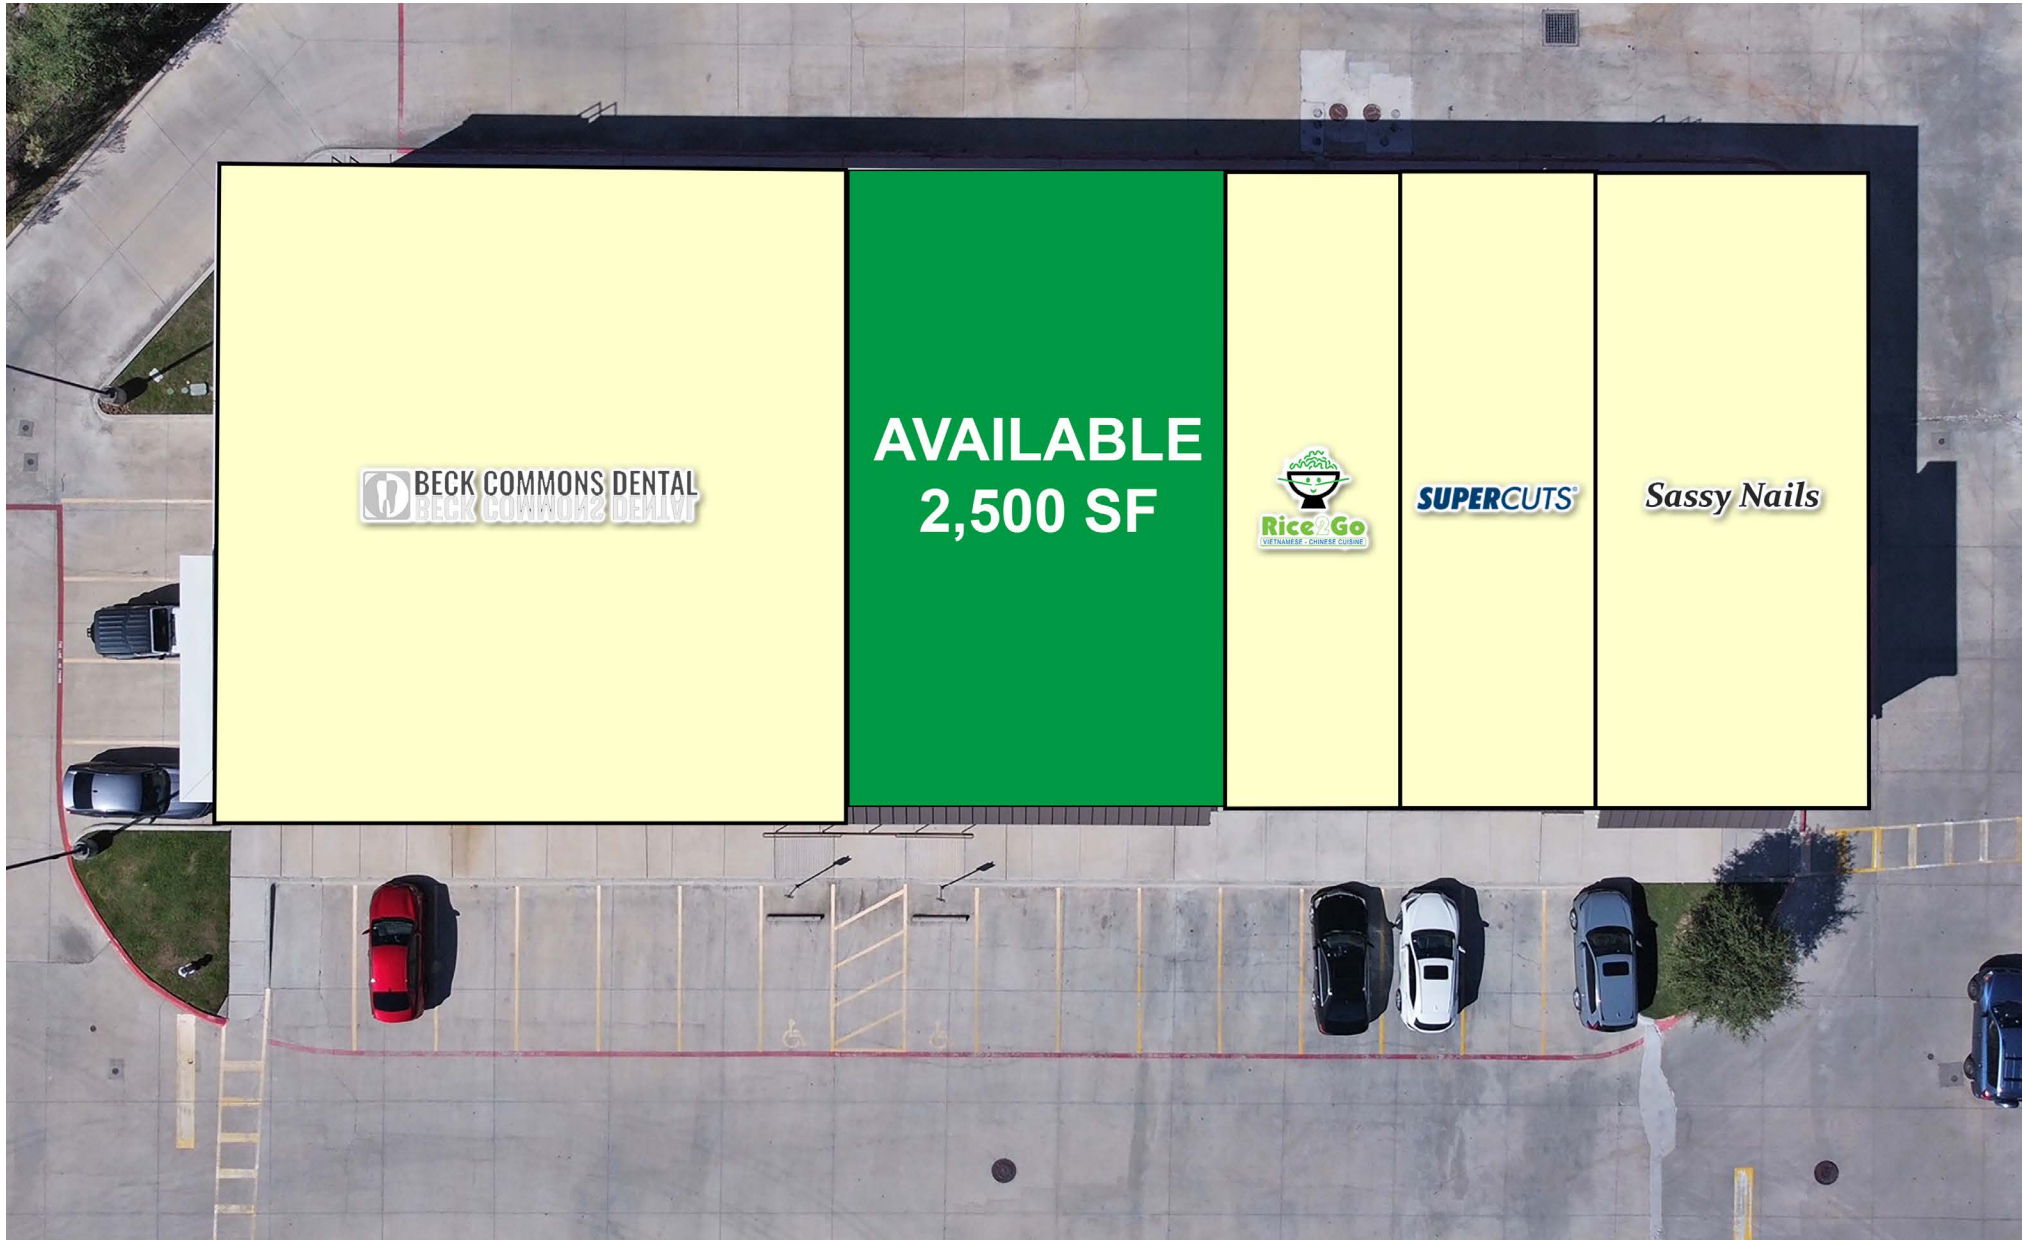 BECK COMMONS DENTAL
AVAILABLE
2,500 SF
Rice2Go
VIETNAMESE - CHINESE CUISINE
SUPERCUTS®
Sassy Nails